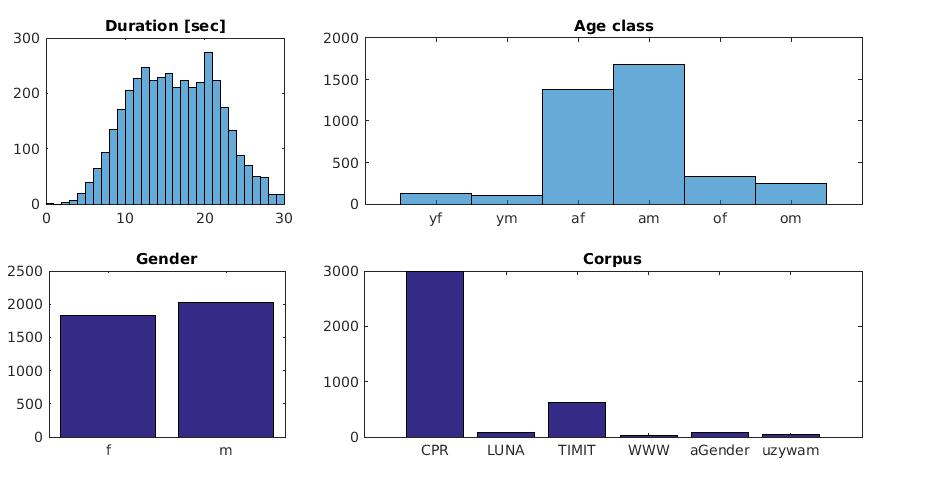 Duration [sec]
300
200
100
0
0 10 20 30
Age class
2000
1500
1000
500
0
yf ym af am of om
Gender
2500
2000
1500
1000
500
0
f m
Corpus
3000
2000
1000
0
CPR LUNA TIMIT WWW aGender uzywam